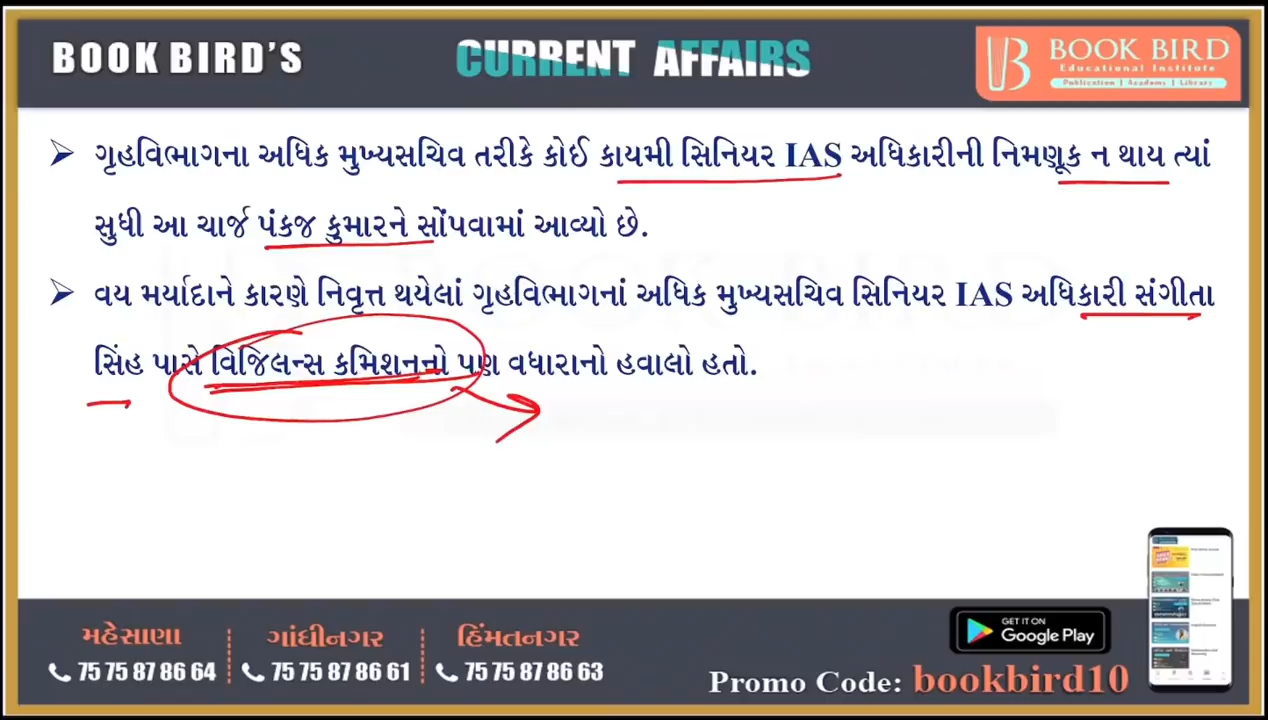 BOOK BIRD'S
CURRENT AFFAIRS
BOOK BIRD
Educational Institute
Publication | Academy | Library
➢ ગૃહવિભાગના અધિક મુખ્યસચિવ તરીકે કોઈ કાયમી સિનિયર IAS અધિકારીની નિમણૂક ન થાય ત્યાં
સુધી આ ચાર્જ પંકજ કુમારને સોંપવામાં આવ્યો છે.
➢ વય મર્યાદાને કારણે નિવૃત્ત થયેલાં ગૃહવિભાગનાં અધિક મુખ્યસચિવ સિનિયર IAS અધિકારી સંગીતા
સિંહ પાસે વિજિલન્સ કમિશનનો પણ વધારાનો હવાલો હતો.
મહેસાણા
75 75 87 86 64
ગાંધીનગર
75 75 87 86 61
હિંમતનગર
75 75 87 86 63
GET IT ON
Google Play
Promo Code: bookbird10